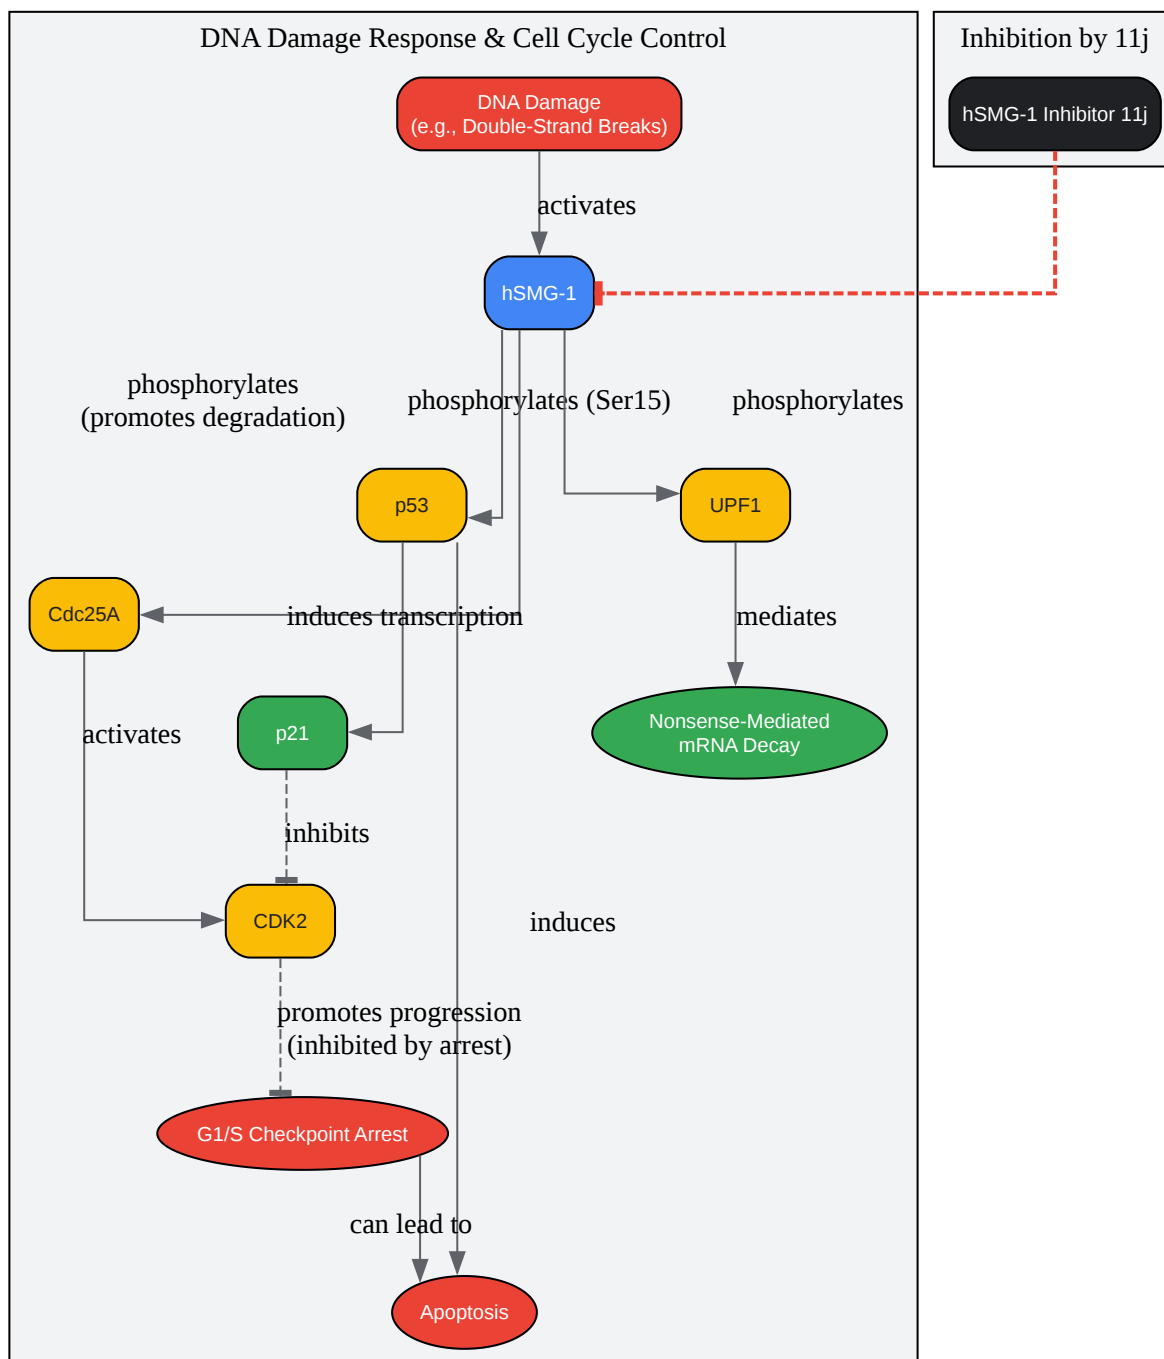 DNA Damage Response & Cell Cycle Control
Inhibition by 11j
DNA Damage
(e.g., Double-Strand Breaks)
hSMG-1 Inhibitor 11j
activates
hSMG-1
phosphorylates
(promotes degradation)
phosphorylates (Ser15)
phosphorylates
p53
UPF1
Cdc25A
induces transcription
mediates
activates
p21
Nonsense-Mediated
mRNA Decay
inhibits
CDK2
induces
promotes progression
(inhibited by arrest)
G1/S Checkpoint Arrest
can lead to
Apoptosis